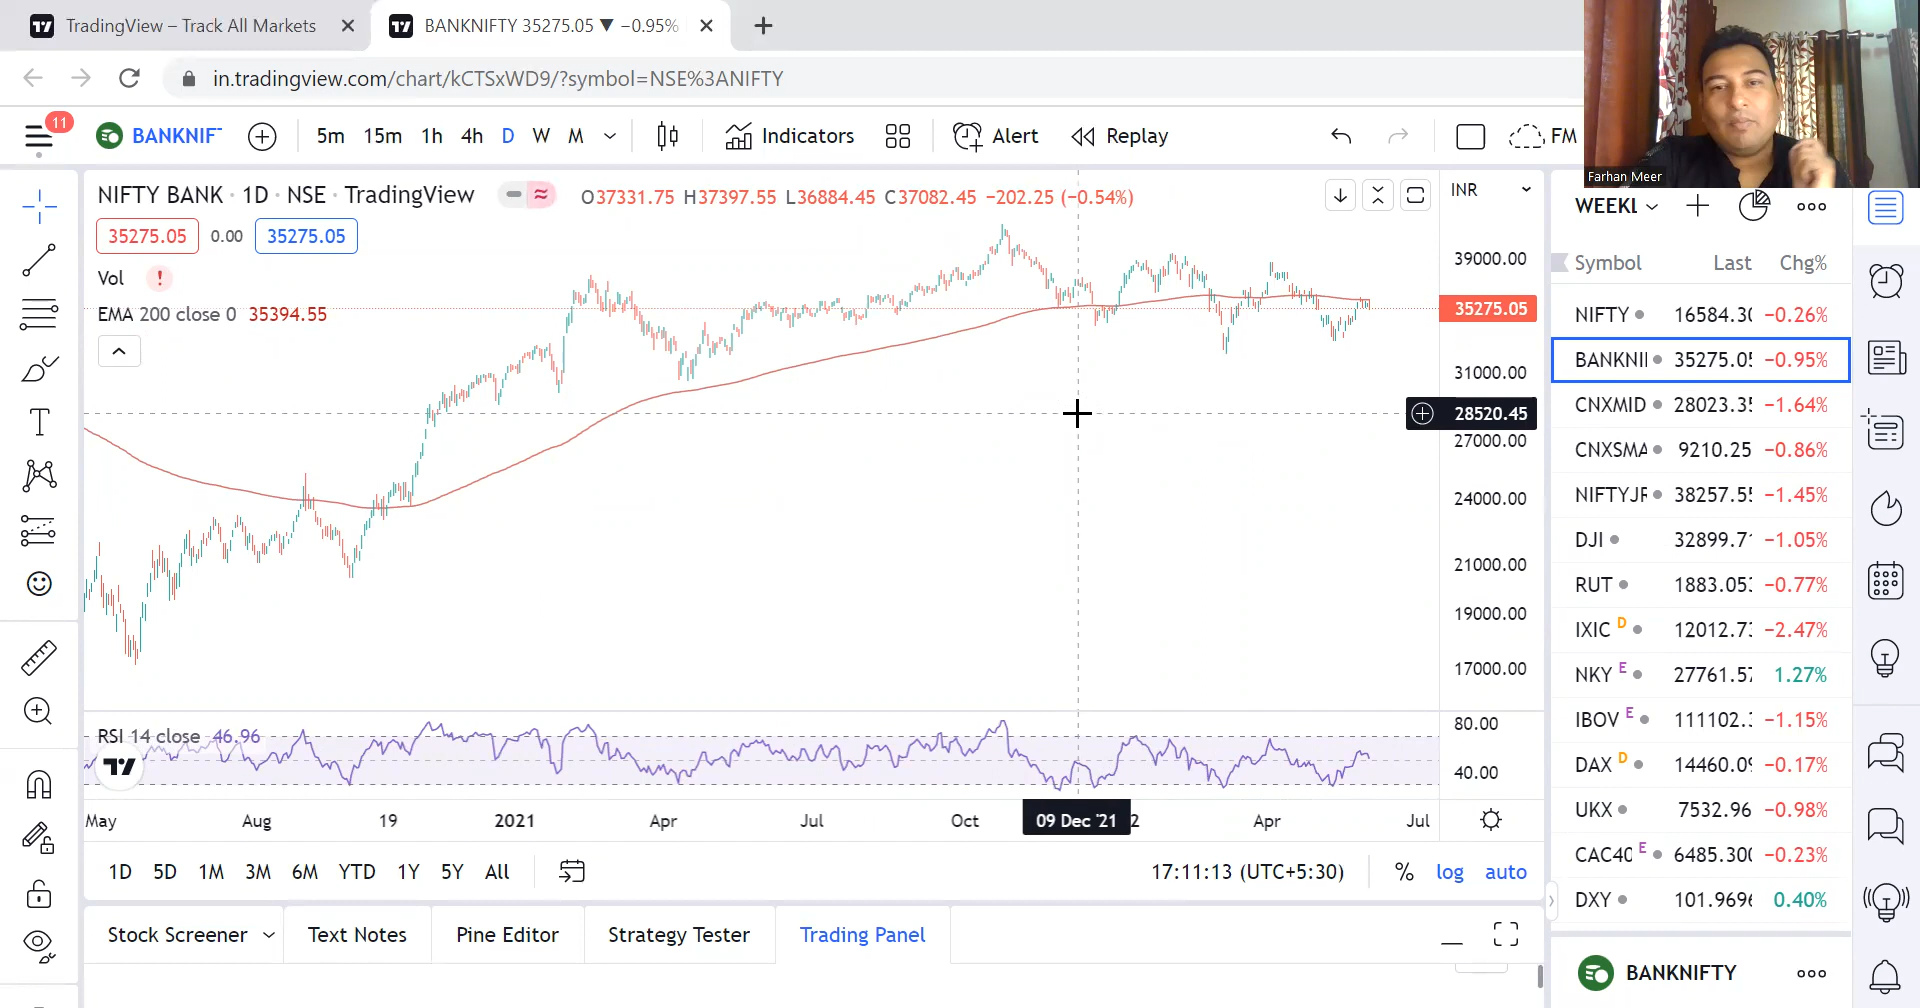 TradingView – Track All Markets
BANKNIFTY 35275.05 ▼ −0.95%
in.tradingview.com/chart/kCTSxWD9/?symbol=NSE%3ANIFTY
11
BANKNIF
5m 15m 1h 4h D W M
Indicators
Alert
Replay
FM
Farhan Meer
NIFTY BANK · 1D · NSE · TradingView
O37331.75 H37397.55 L36884.45 C37082.45 −202.25 (−0.54%)
INR
35275.05 0.00 35275.05
Vol !
EMA 200 close 0 35394.55
39000.00
35275.05
31000.00
28520.45
27000.00
24000.00
21000.00
19000.00
17000.00
RSI 14 close 46.96
80.00
40.00
May Aug 19 2021 Apr Jul Oct 09 Dec '21 2 Apr Jul
1D 5D 1M 3M 6M YTD 1Y 5Y All
17:11:13 (UTC+5:30)
% log auto
Stock Screener
Text Notes
Pine Editor
Strategy Tester
Trading Panel
WEEKL
Symbol Last Chg%
NIFTY 16584.30 −0.26%
BANKNI 35275.05 −0.95%
CNXMID 28023.35 −1.64%
CNXSMA 9210.25 −0.86%
NIFTYJR 38257.55 −1.45%
DJI 32899.7 −1.05%
RUT 1883.05 −0.77%
IXIC D 12012.7 −2.47%
NKY E 27761.5 1.27%
IBOV E 111102. −1.15%
DAX D 14460.09 −0.17%
UKX 7532.96 −0.98%
CAC40 E 6485.300 −0.23%
DXY 101.969 0.40%
BANKNIFTY